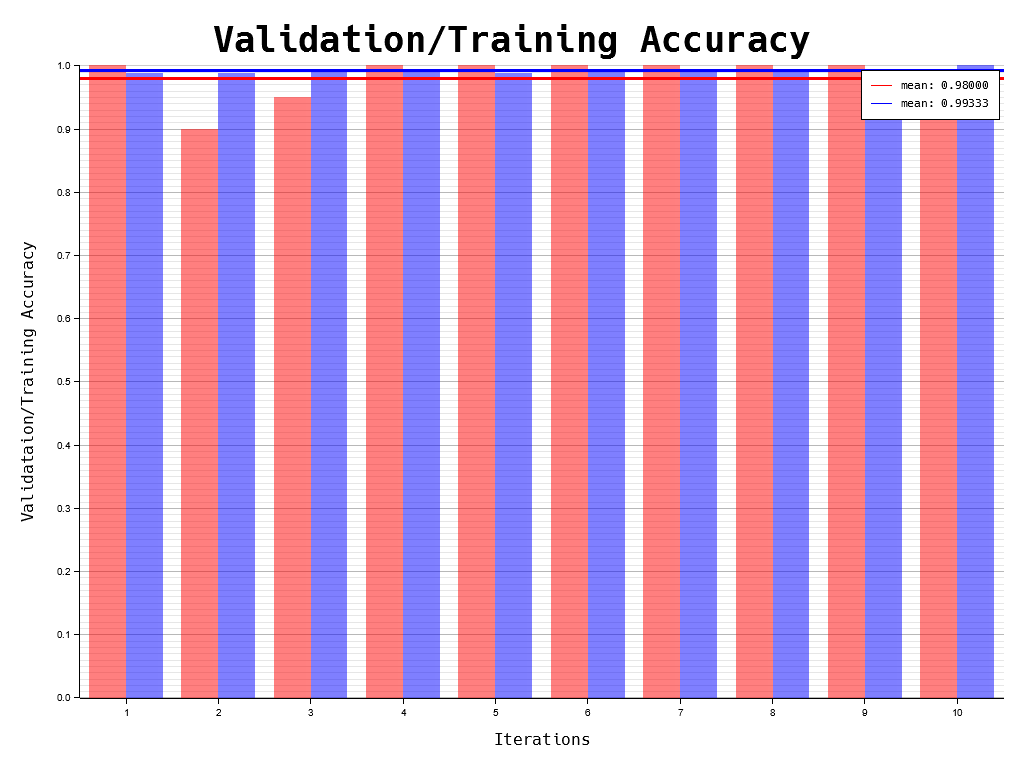 Validation/Training Accuracy
1.0
0.9
0.8
0.7
0.6
0.5
0.4
0.3
0.2
0.1
0.0
Validataion/Training Accuracy
mean: 0.98000
mean: 0.99333
1 2 3 4 5 6 7 8 9 10
Iterations